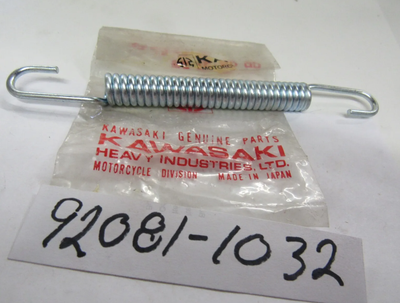 KAWASAKI GENUINE PARTS
KAWASAKI
HEAVY INDUSTRIES, LTD.
MOTORCYCLE DIVISION MADE IN JAPAN
92081-1032